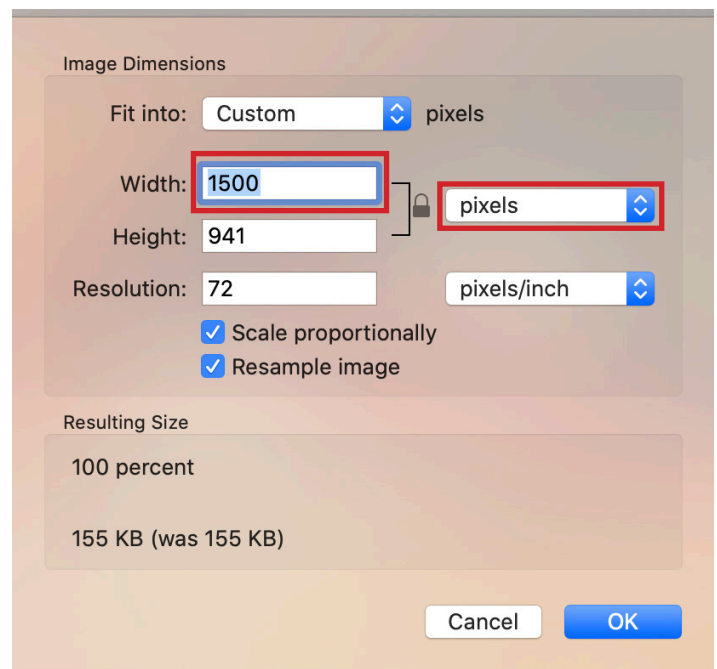 Image Dimensions
Fit into: Custom pixels
Width: 1500 pixels
Height: 941
Resolution: 72 pixels/inch
Scale proportionally
Resample image
Resulting Size
100 percent
155 KB (was 155 KB)
Cancel OK